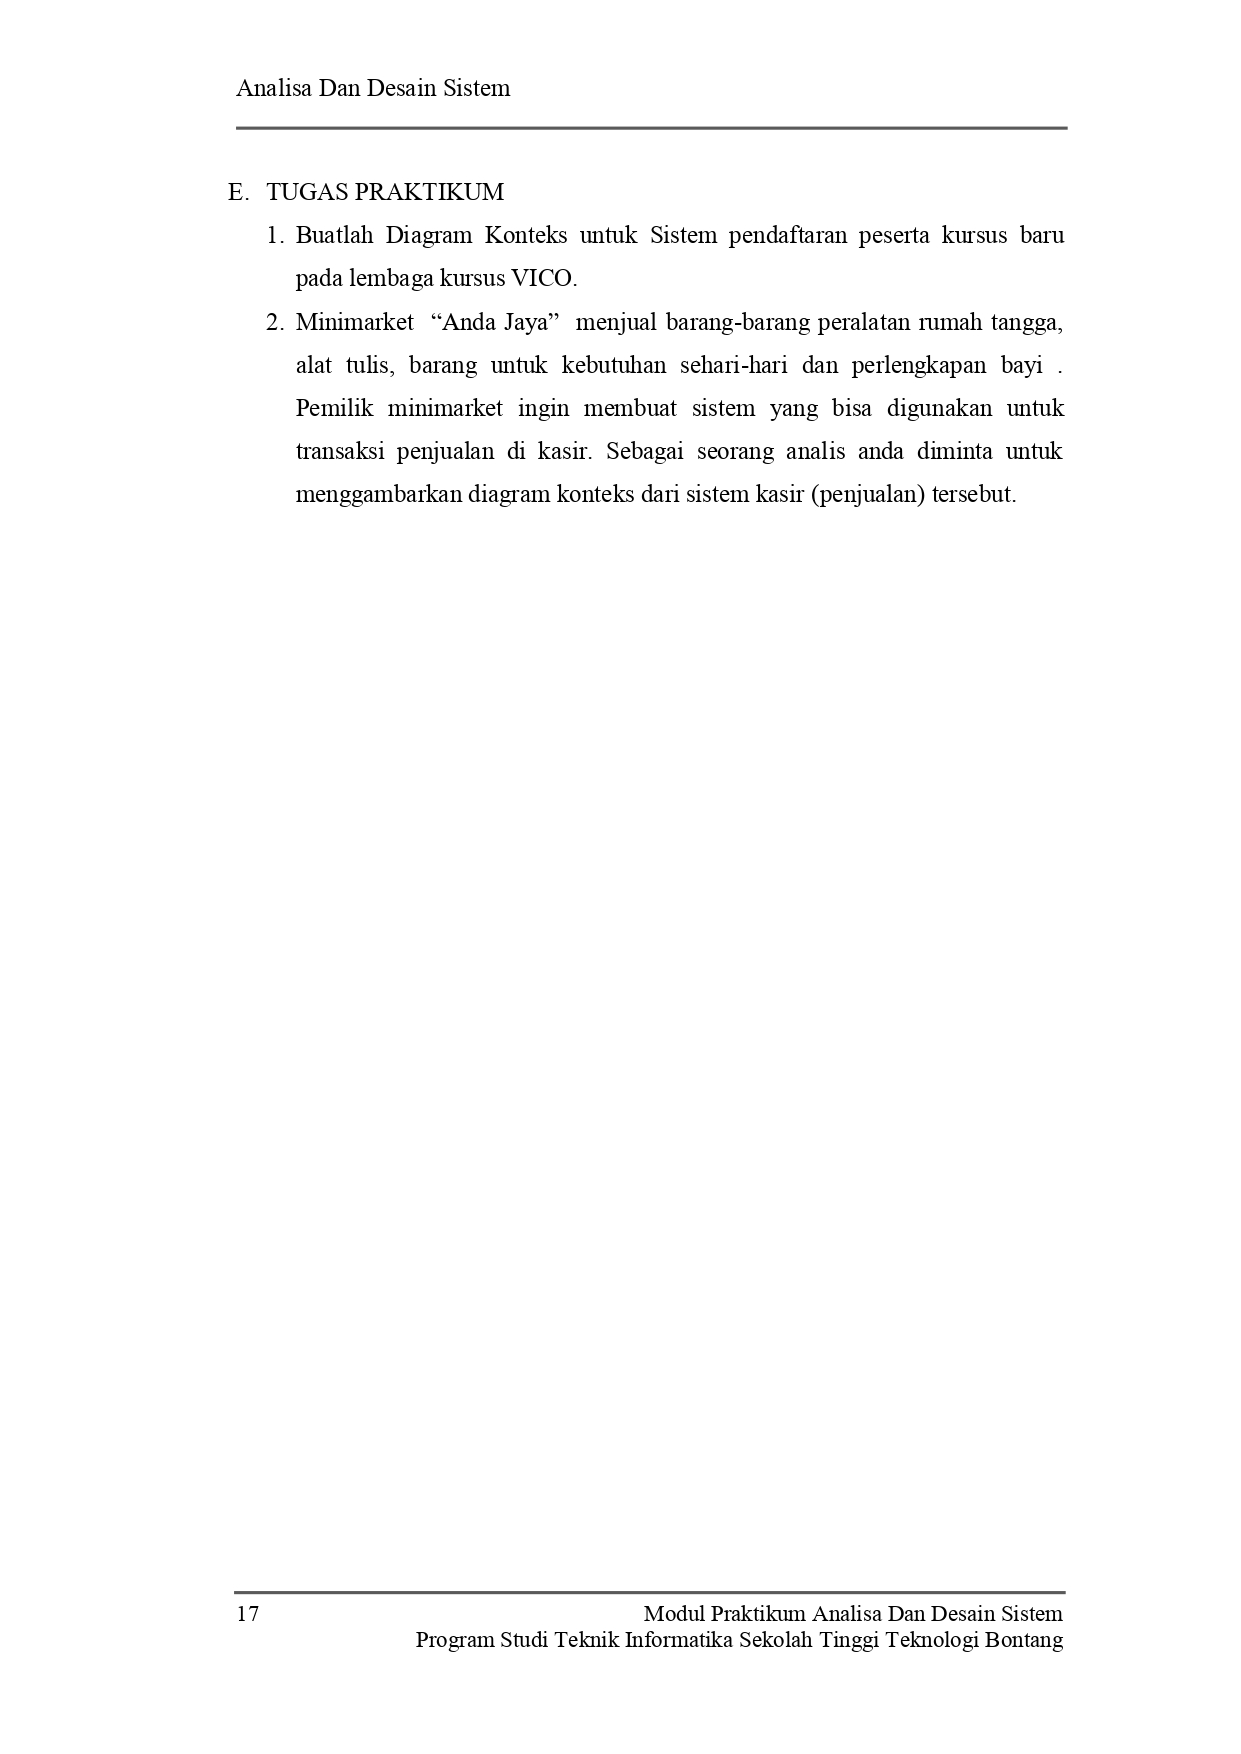 Analisa Dan Desain Sistem
E. TUGAS PRAKTIKUM
1. Buatlah Diagram Konteks untuk Sistem pendaftaran peserta kursus baru
pada lembaga kursus VICO.
2. Minimarket “Anda Jaya” menjual barang-barang peralatan rumah tangga,
alat tulis, barang untuk kebutuhan sehari-hari dan perlengkapan bayi .
Pemilik minimarket ingin membuat sistem yang bisa digunakan untuk
transaksi penjualan di kasir. Sebagai seorang analis anda diminta untuk
menggambarkan diagram konteks dari sistem kasir (penjualan) tersebut.
17 Modul Praktikum Analisa Dan Desain Sistem
Program Studi Teknik Informatika Sekolah Tinggi Teknologi Bontang